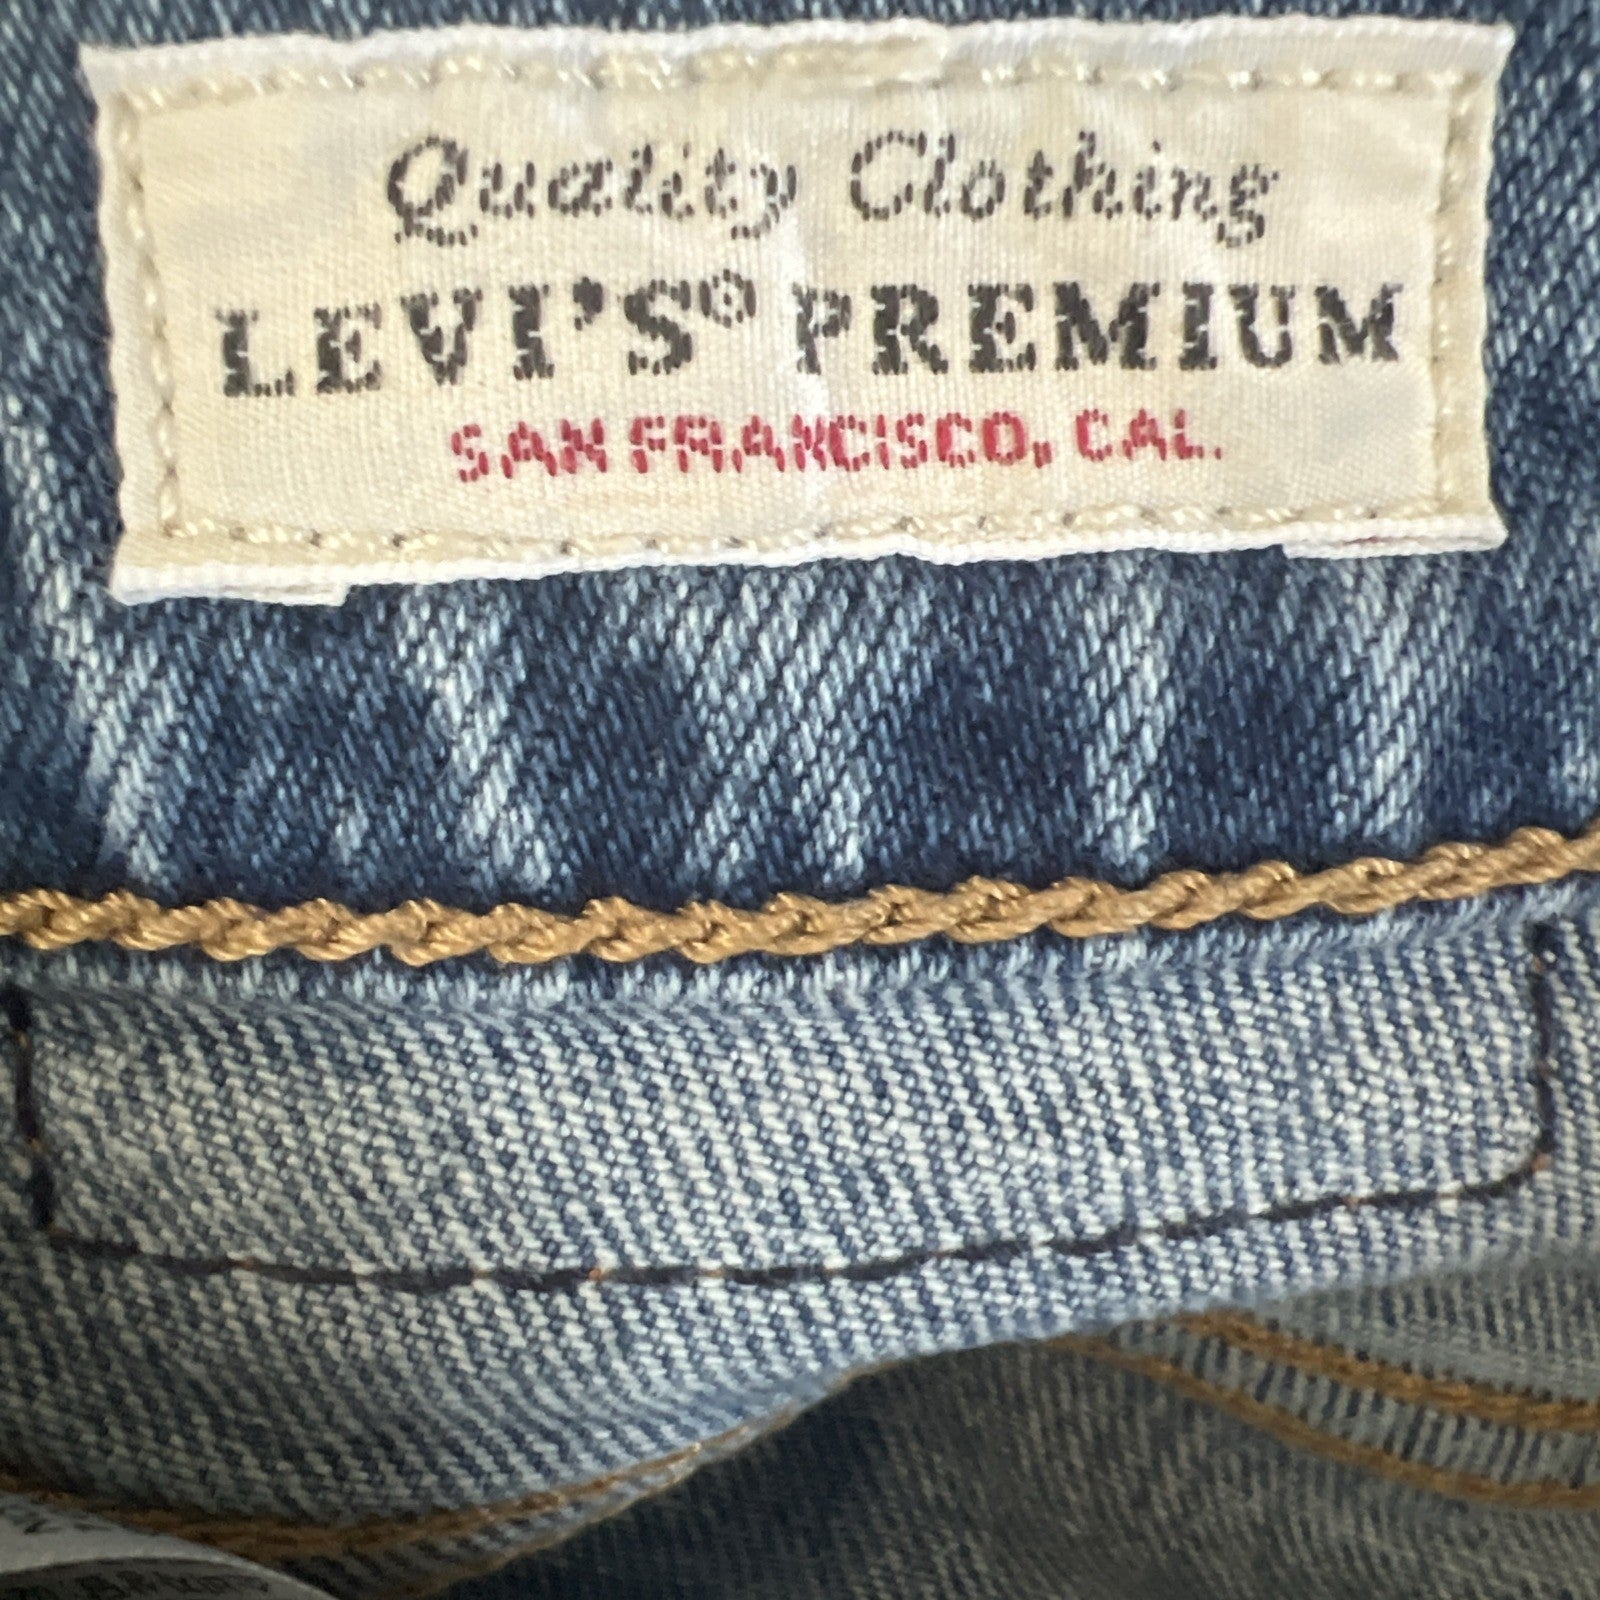 Quality Clothing
LEVI'S® PREMIUM
SAN FRANCISCO, CAL.